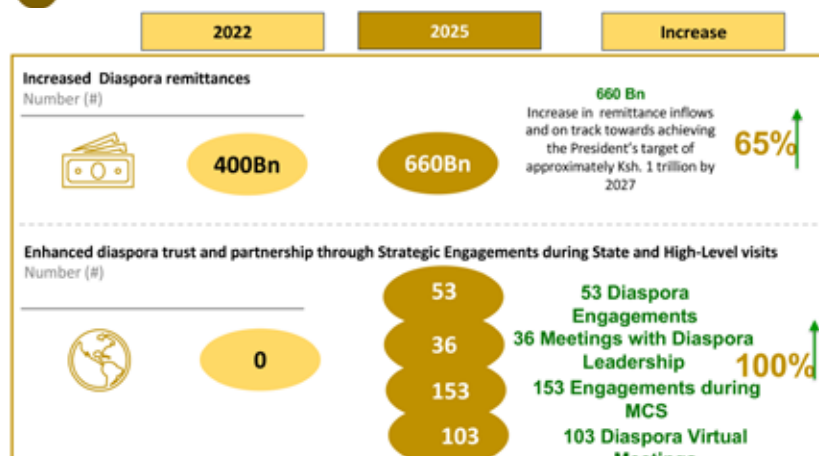 2022
2025
Increase
Increased Diaspora remittances
Number (#)
400Bn
660Bn
660 Bn
Increase in remittance inflows
and on track towards achieving
the President's target of
approximately Ksh. 1 trillion by
2027
65%
Enhanced diaspora trust and partnership through Strategic Engagements during State and High-Level visits
Number (#)
0
53
36
153
103
53 Diaspora
Engagements
36 Meetings with Diaspora
Leadership
153 Engagements during
MCS
103 Diaspora Virtual
100%